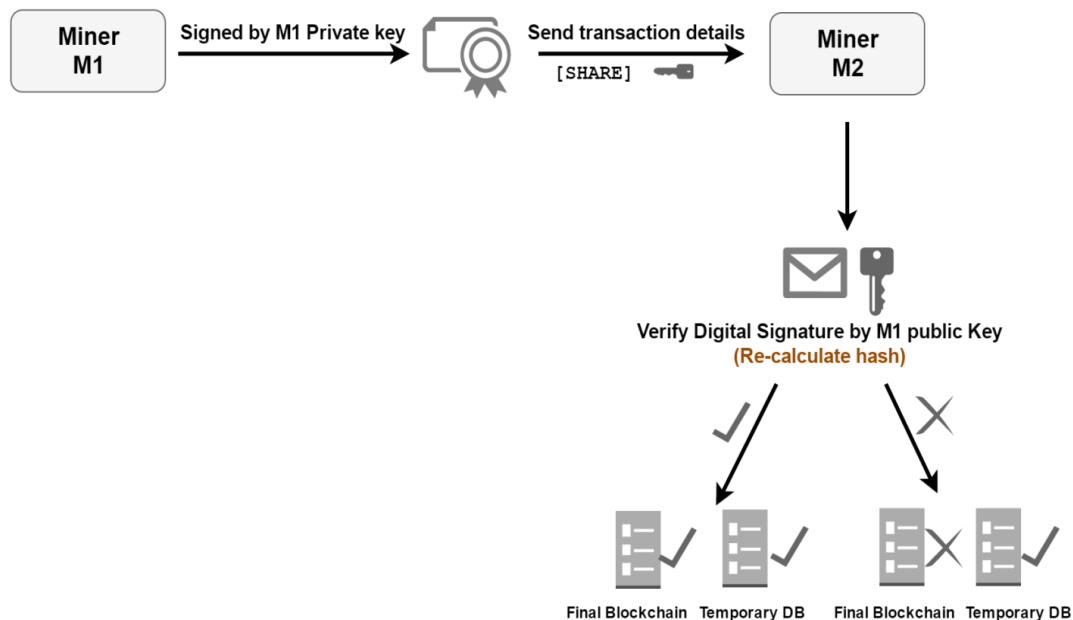 Miner
M1
Signed by M1 Private key
Send transaction details
[SHARE]
Miner
M2
Verify Digital Signature by M1 public Key
(Re-calculate hash)
Final Blockchain
Temporary DB
Final Blockchain
Temporary DB